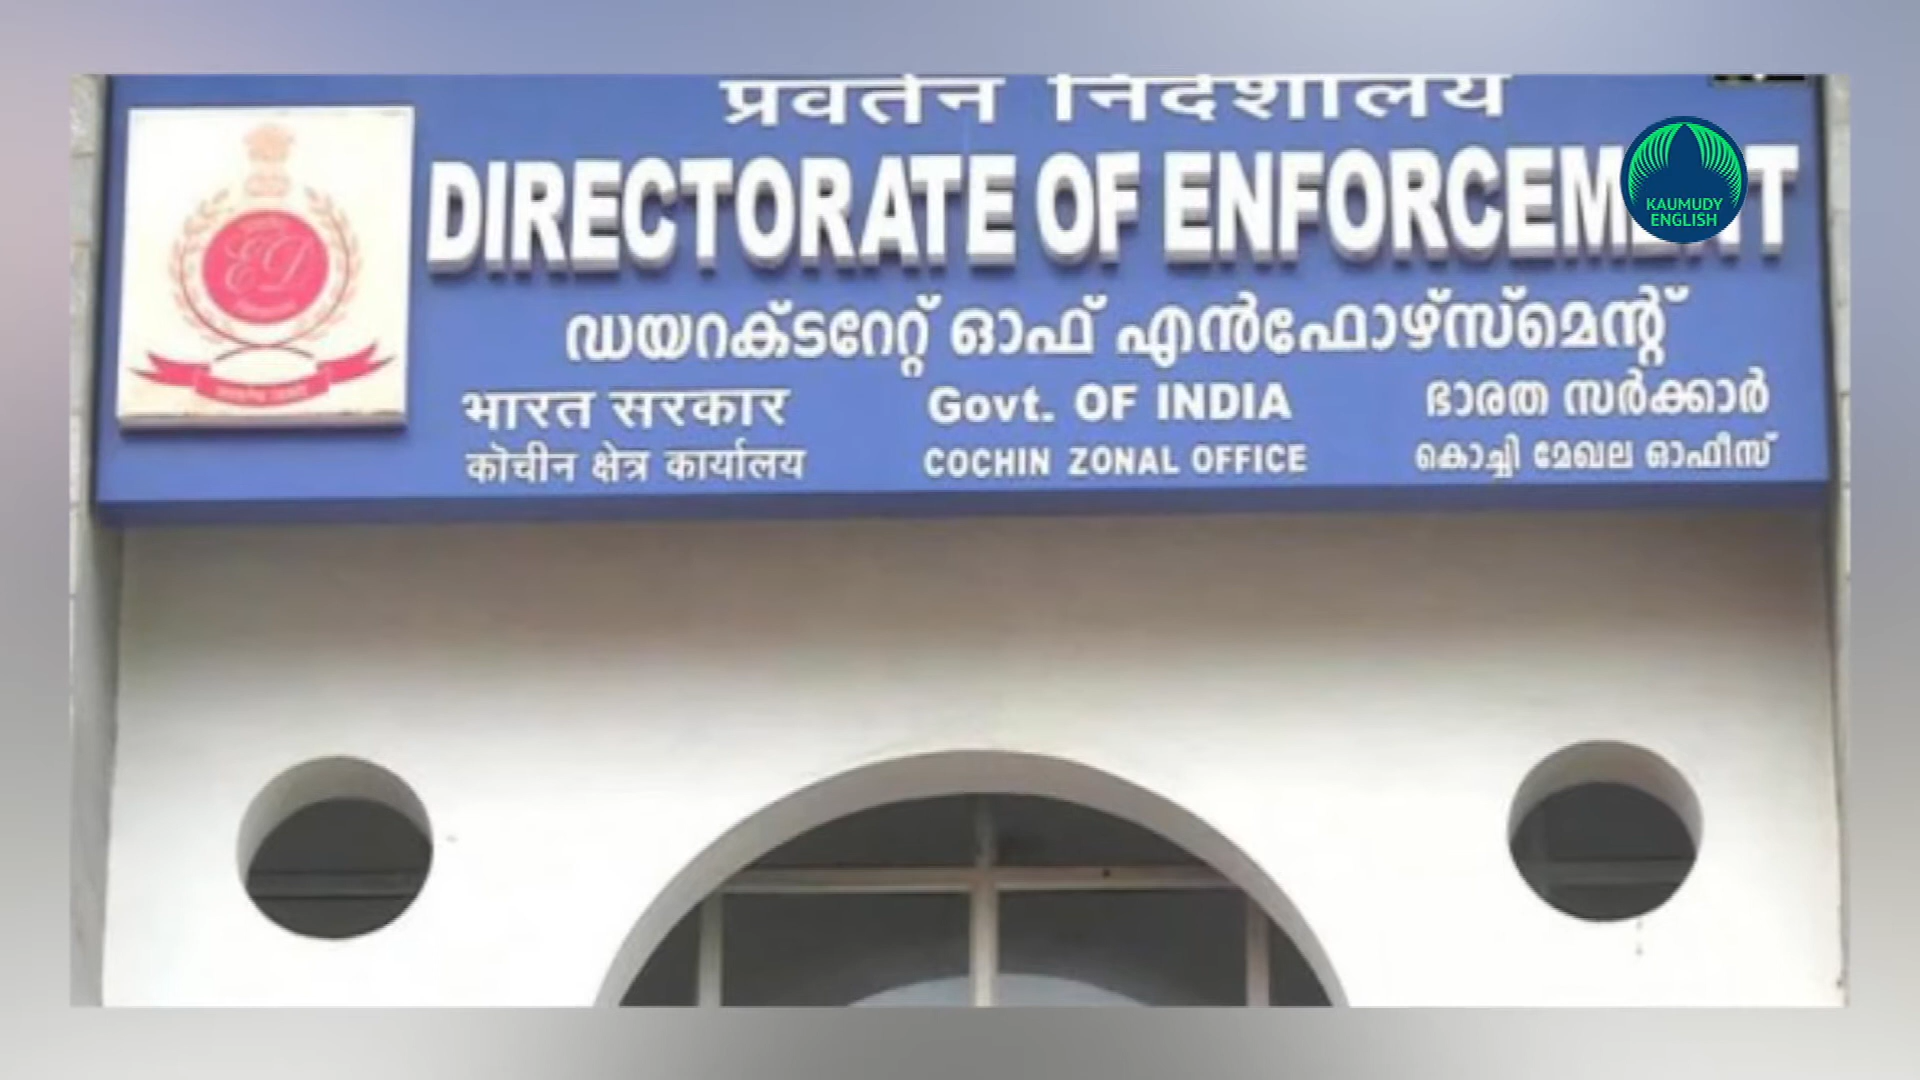 प्रवर्तन निदेशालय
DIRECTORATE OF ENFORCEMENT
ഡയറക്ടറേറ്റ് ഓഫ് എൻഫോഴ്സ്മെന്റ്
भारत सरकार Govt. OF INDIA ഭാരത സർക്കാർ
कोचीन क्षेत्र कार्यालय COCHIN ZONAL OFFICE കൊച്ചി മേഖല ഓഫീസ്
ED
KAUMUDY
ENGLISH